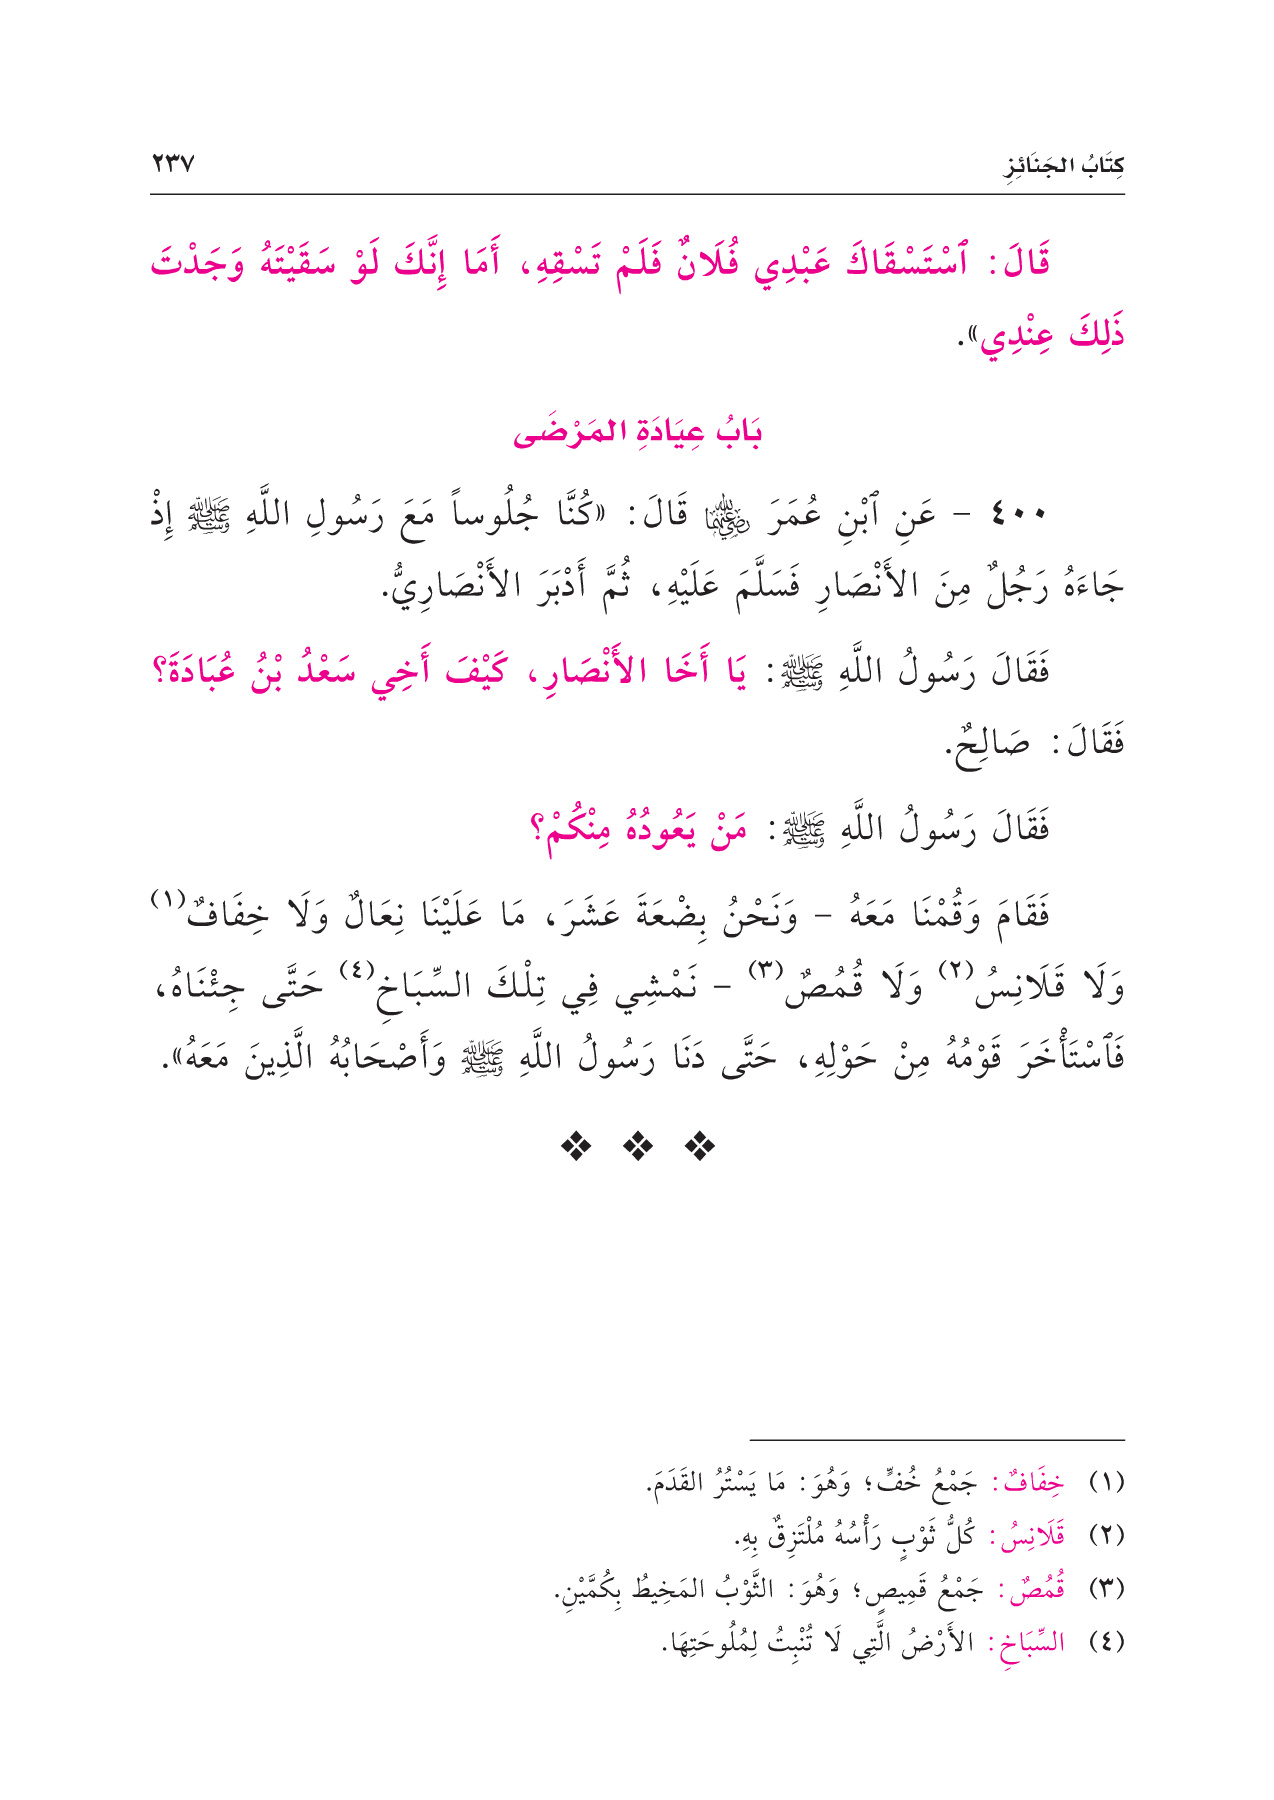 كِتَابُ الجَنَائِزِ ٢٣٧
قَالَ: ٱسْتَسْقَاكَ عَبْدِي فُلَانٌ فَلَمْ تَسْقِهِ، أَمَا إِنَّكَ لَوْ سَقَيْتَهُ وَجَدْتَ
ذَلِكَ عِنْدِي».
بَابُ عِيَادَةِ المَرْضَى
٤٠٠ – عَنِ ٱبْنِ عُمَرَ رضي الله عنهما قَالَ: «كُنَّا جُلُوساً مَعَ رَسُولِ اللَّهِ ﷺ إِذْ
جَاءَهُ رَجُلٌ مِنَ الأَنْصَارِ فَسَلَّمَ عَلَيْهِ، ثُمَّ أَدْبَرَ الأَنْصَارِيُّ.
فَقَالَ رَسُولُ اللَّهِ ﷺ: يَا أَخَا الأَنْصَارِ، كَيْفَ أَخِي سَعْدُ بْنُ عُبَادَةَ؟
فَقَالَ: صَالِحٌ.
فَقَالَ رَسُولُ اللَّهِ ﷺ: مَنْ يَعُودُهُ مِنْكُمْ؟
فَقَامَ وَقُمْنَا مَعَهُ – وَنَحْنُ بِضْعَةَ عَشَرَ، مَا عَلَيْنَا نِعَالٌ وَلَا خِفَافٌ(١)
وَلَا قَلَانِسُ(٢) وَلَا قُمُصٌ(٣) – نَمْشِي فِي تِلْكَ السِّبَاخِ(٤) حَتَّى جِئْنَاهُ،
فَٱسْتَأْخَرَ قَوْمُهُ مِنْ حَوْلِهِ، حَتَّى دَنَا رَسُولُ اللَّهِ ﷺ وَأَصْحَابُهُ الَّذِينَ مَعَهُ».
❖ ❖ ❖
(١) خِفَافٌ: جَمْعُ خُفٍّ؛ وَهُوَ: مَا يَسْتُرُ القَدَمَ.
(٢) قَلَانِسُ: كُلُّ ثَوْبٍ رَأْسُهُ مُلْتَزِقٌ بِهِ.
(٣) قُمُصٌ: جَمْعُ قَمِيصٍ؛ وَهُوَ: الثَّوْبُ المَخِيطُ بِكُمَّيْنِ.
(٤) السِّبَاخِ: الأَرْضُ الَّتِي لَا تُنْبِتُ لِمُلُوحَتِهَا.